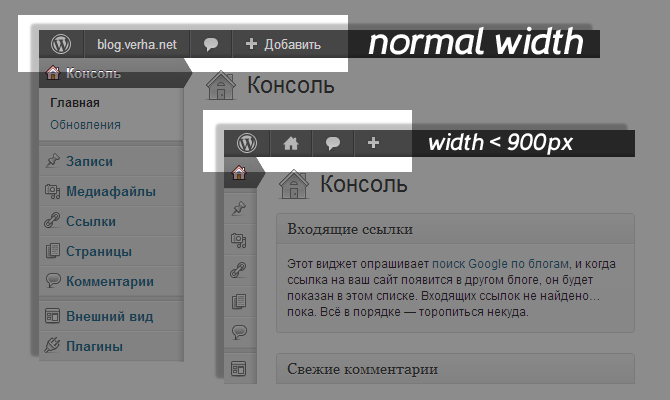 blog.verha.net
Добавить
normal width
Консоль
Консоль
Главная
Обновления
Записи
Медиафайлы
Ссылки
Страницы
Комментарии
Внешний вид
Плагины
width < 900px
Консоль
Входящие ссылки
Этот виджет опрашивает поиск Google по блогам, и когда
ссылка на ваш сайт появится в другом блоге, он будет
показан в этом списке. Входящих ссылок не найдено…
пока. Всё в порядке — торопиться некуда.
Свежие комментарии